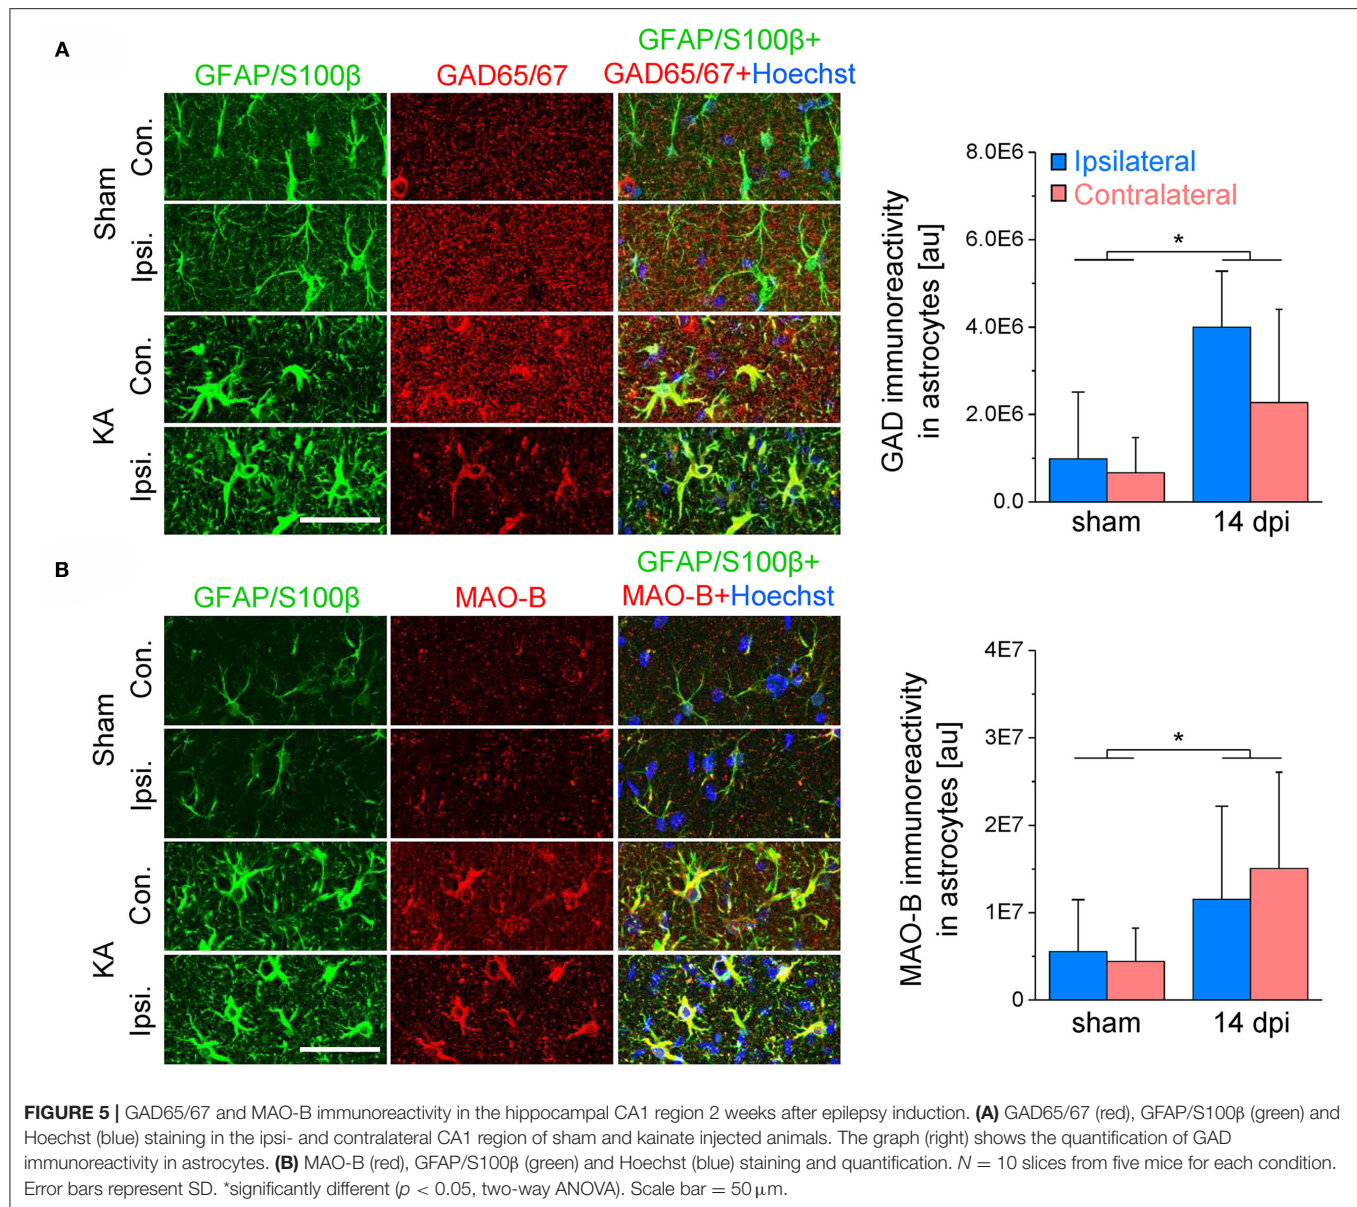 A
GFAP/S100β
GAD65/67
GFAP/S100β+
GAD65/67+Hoechst
Sham
Con.
Ipsi.
KA
Con.
Ipsi.
GAD immunoreactivity
in astrocytes [au]
8.0E6
6.0E6
4.0E6
2.0E6
0.0
Ipsilateral
Contralateral
*
sham
14 dpi
B
GFAP/S100β
MAO-B
GFAP/S100β+
MAO-B+Hoechst
Sham
Con.
Ipsi.
KA
Con.
Ipsi.
MAO-B immunoreactivity
in astrocytes [au]
4E7
3E7
2E7
1E7
0
*
sham
14 dpi
FIGURE 5 | GAD65/67 and MAO-B immunoreactivity in the hippocampal CA1 region 2 weeks after epilepsy induction. (A) GAD65/67 (red), GFAP/S100β (green) and
Hoechst (blue) staining in the ipsi- and contralateral CA1 region of sham and kainate injected animals. The graph (right) shows the quantification of GAD
immunoreactivity in astrocytes. (B) MAO-B (red), GFAP/S100β (green) and Hoechst (blue) staining and quantification. N = 10 slices from five mice for each condition.
Error bars represent SD. *significantly different (p < 0.05, two-way ANOVA). Scale bar = 50 μm.